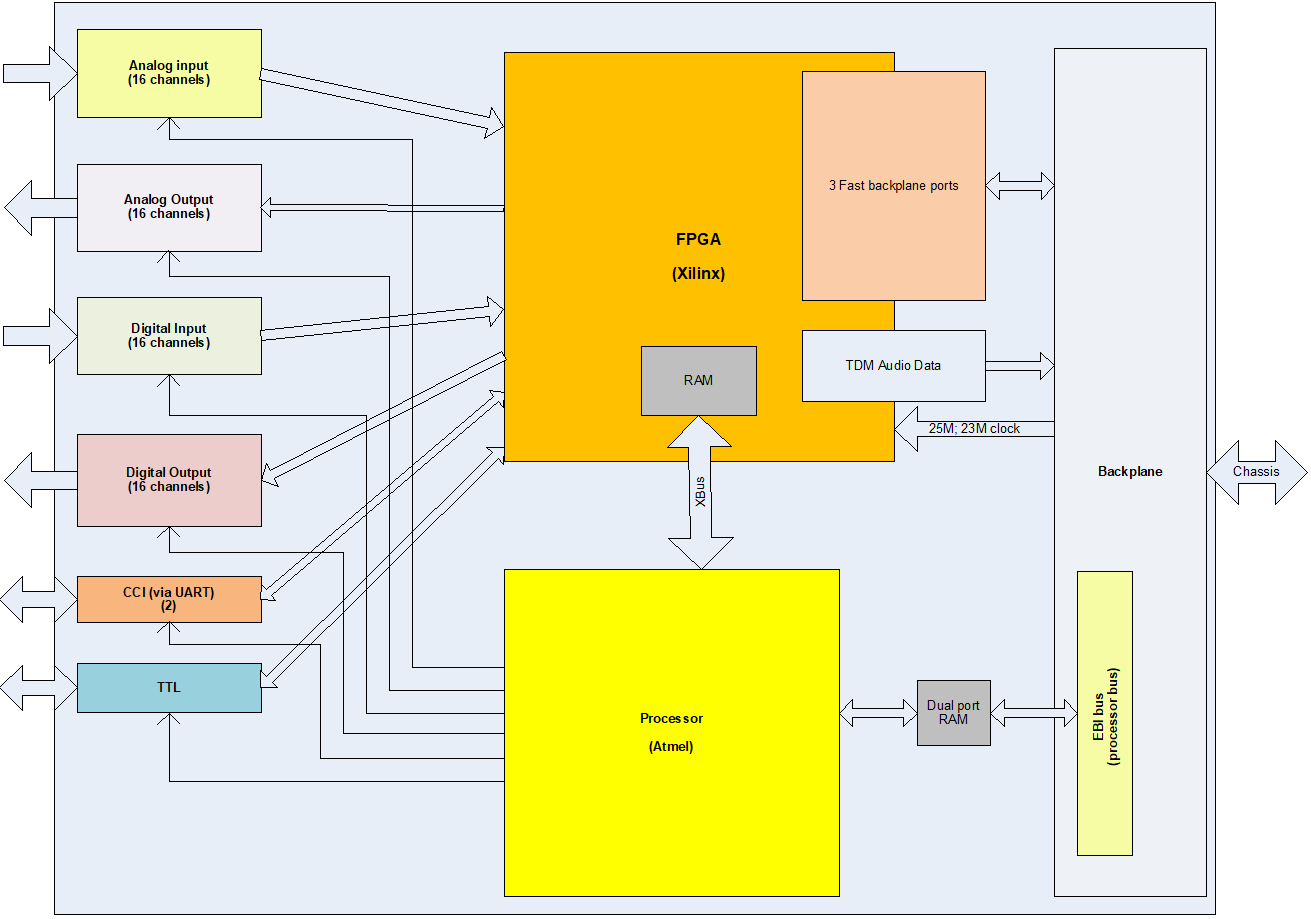 Analog input
(16 channels)
Analog Output
(16 channels)
Digital Input
(16 channels)
Digital Output
(16 channels)
CCI (via UART)
(2)
TTL
FPGA
(Xilinx)
RAM
3 Fast backplane ports
TDM Audio Data
25M; 23M clock
XBus
Processor
(Atmel)
Dual port
RAM
Backplane
EBI bus
(processor bus)
Chassis